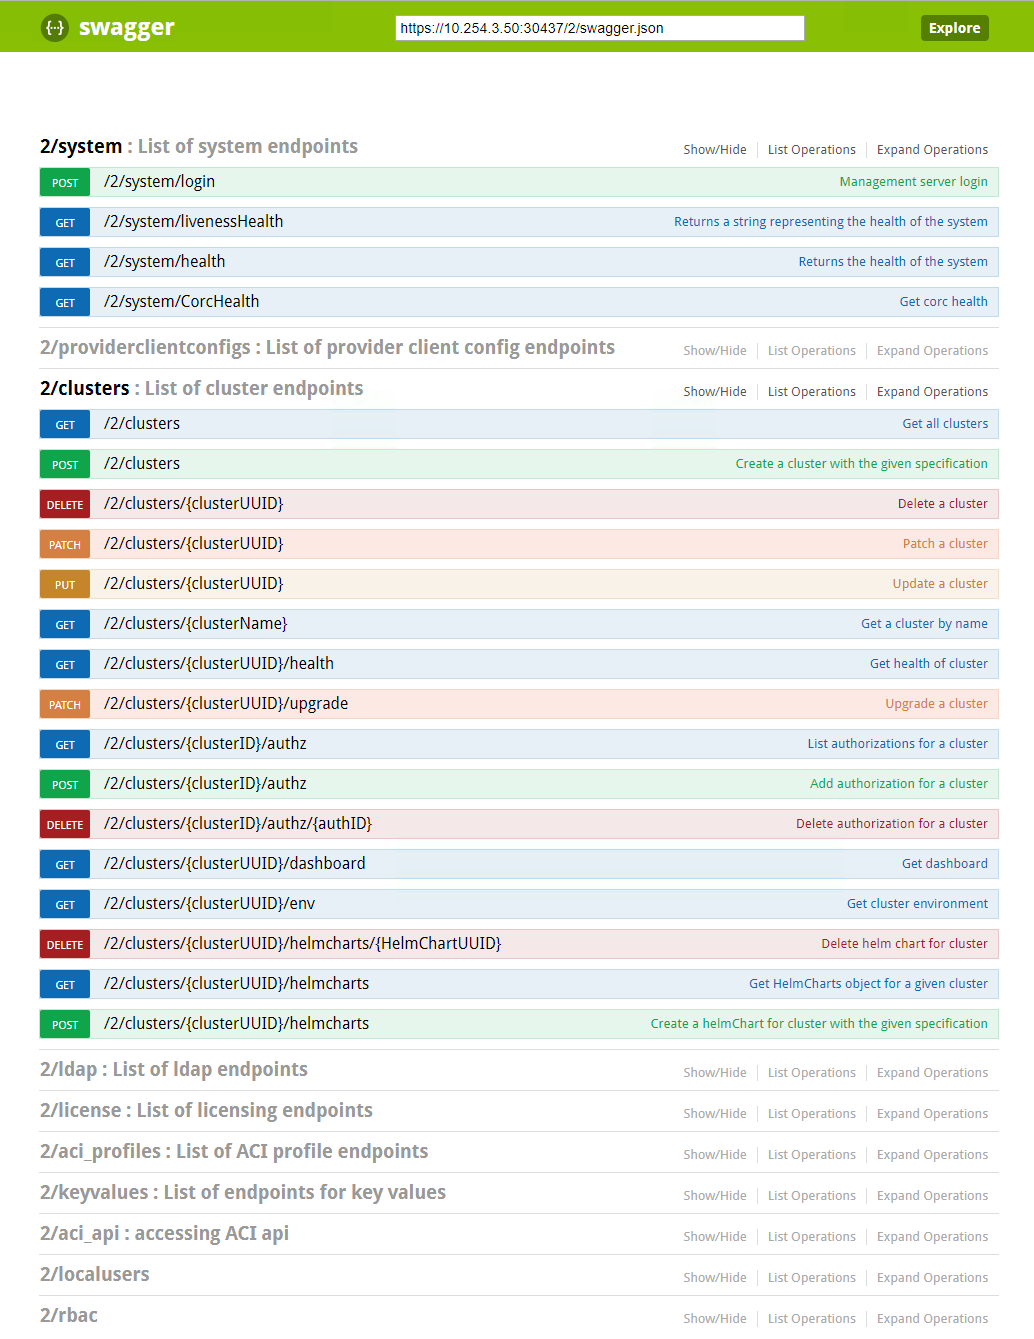 {···} swagger https://10.254.3.50:30437/2/swagger.json Explore
2/system : List of system endpoints Show/Hide List Operations Expand Operations
POST /2/system/login Management server login
GET /2/system/livenessHealth Returns a string representing the health of the system
GET /2/system/health Returns the health of the system
GET /2/system/CorcHealth Get corc health
2/providerclientconfigs : List of provider client config endpoints Show/Hide List Operations Expand Operations
2/clusters : List of cluster endpoints Show/Hide List Operations Expand Operations
GET /2/clusters Get all clusters
POST /2/clusters Create a cluster with the given specification
DELETE /2/clusters/{clusterUUID} Delete a cluster
PATCH /2/clusters/{clusterUUID} Patch a cluster
PUT /2/clusters/{clusterUUID} Update a cluster
GET /2/clusters/{clusterName} Get a cluster by name
GET /2/clusters/{clusterUUID}/health Get health of cluster
PATCH /2/clusters/{clusterUUID}/upgrade Upgrade a cluster
GET /2/clusters/{clusterID}/authz List authorizations for a cluster
POST /2/clusters/{clusterID}/authz Add authorization for a cluster
DELETE /2/clusters/{clusterID}/authz/{authID} Delete authorization for a cluster
GET /2/clusters/{clusterUUID}/dashboard Get dashboard
GET /2/clusters/{clusterUUID}/env Get cluster environment
DELETE /2/clusters/{clusterUUID}/helmcharts/{HelmChartUUID} Delete helm chart for cluster
GET /2/clusters/{clusterUUID}/helmcharts Get HelmCharts object for a given cluster
POST /2/clusters/{clusterUUID}/helmcharts Create a helmChart for cluster with the given specification
2/ldap : List of ldap endpoints Show/Hide List Operations Expand Operations
2/license : List of licensing endpoints Show/Hide List Operations Expand Operations
2/aci_profiles : List of ACI profile endpoints Show/Hide List Operations Expand Operations
2/keyvalues : List of endpoints for key values Show/Hide List Operations Expand Operations
2/aci_api : accessing ACI api Show/Hide List Operations Expand Operations
2/localusers Show/Hide List Operations Expand Operations
2/rbac Show/Hide List Operations Expand Operations